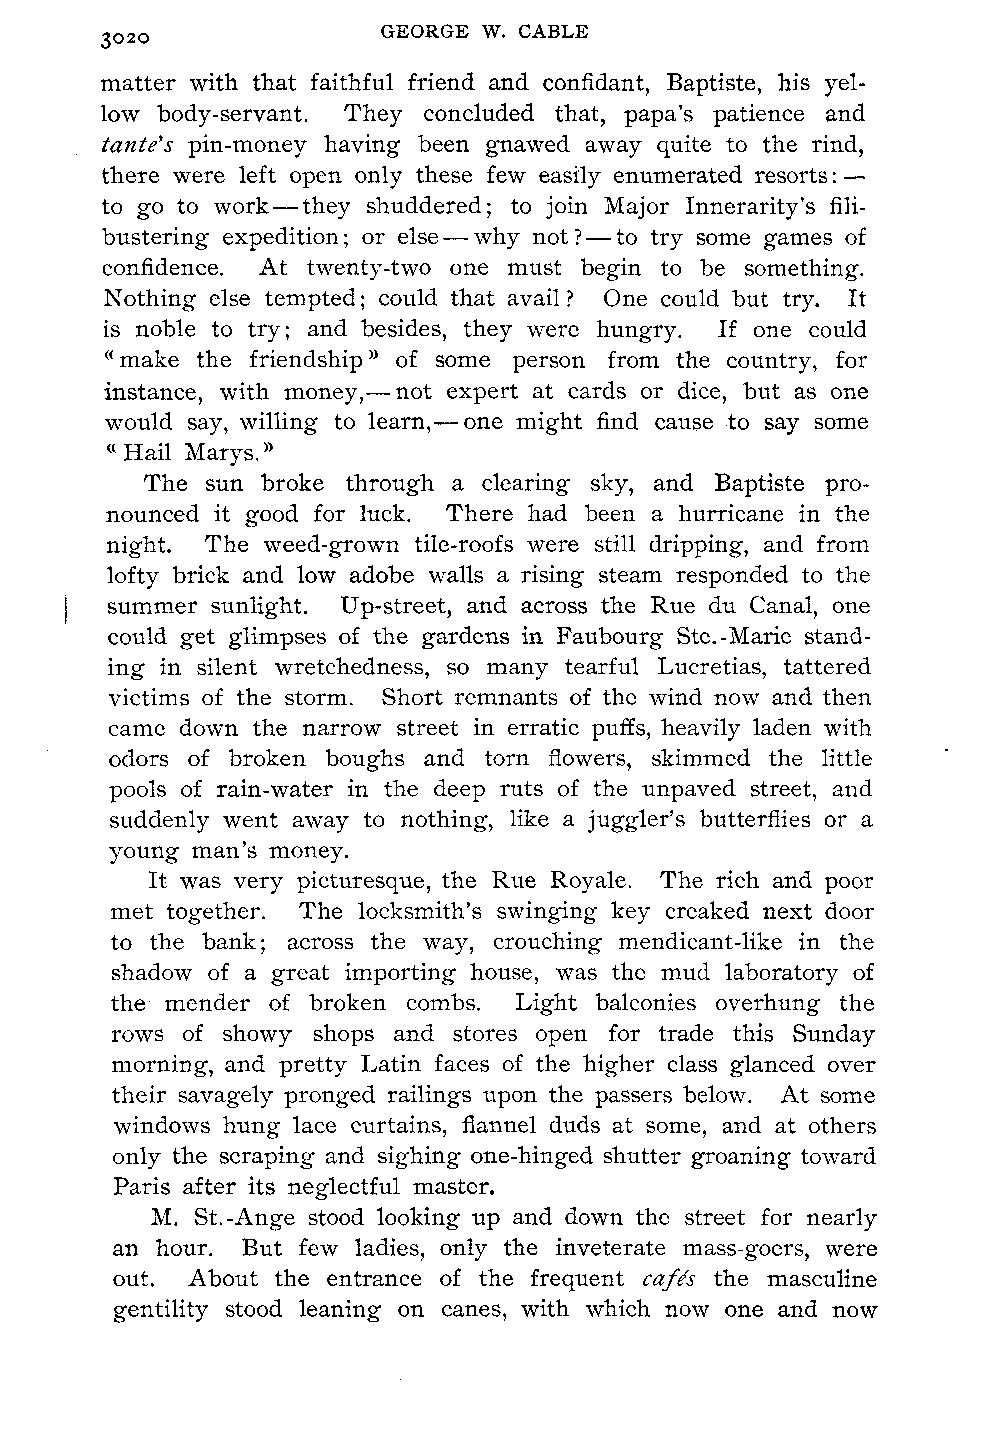 3020
GEORGE W. CABLE
matter with that faithful friend and confidant, Baptiste, his yel-
low body-servant. They concluded that, papa's patience and
tante's pin-money having been gnawed away quite to the rind,
there were left open only these few easily enumerated resorts:—
to go to work—they shuddered; to join Major Innerarity's fili-
bustering expedition; or else—why not?—to try some games of
confidence. At twenty-two one must begin to be something.
Nothing else tempted; could that avail? One could but try. It
is noble to try; and besides, they were hungry. If one could
«make the friendship» of some person from the country, for
instance, with money,—not expert at cards or dice, but as one
would say, willing to learn,—one might find cause to say some
«Hail Marys.»
The sun broke through a clearing sky, and Baptiste pro-
nounced it good for luck. There had been a hurricane in the
night. The weed-grown tile-roofs were still dripping, and from
lofty brick and low adobe walls a rising steam responded to the
summer sunlight. Up-street, and across the Rue du Canal, one
could get glimpses of the gardens in Faubourg Ste.-Marie stand-
ing in silent wretchedness, so many tearful Lucretias, tattered
victims of the storm. Short remnants of the wind now and then
came down the narrow street in erratic puffs, heavily laden with
odors of broken boughs and torn flowers, skimmed the little
pools of rain-water in the deep ruts of the unpaved street, and
suddenly went away to nothing, like a juggler's butterflies or a
young man's money.
It was very picturesque, the Rue Royale. The rich and poor
met together. The locksmith's swinging key creaked next door
to the bank; across the way, crouching mendicant-like in the
shadow of a great importing house, was the mud laboratory of
the mender of broken combs. Light balconies overhung the
rows of showy shops and stores open for trade this Sunday
morning, and pretty Latin faces of the higher class glanced over
their savagely pronged railings upon the passers below. At some
windows hung lace curtains, flannel duds at some, and at others
only the scraping and sighing one-hinged shutter groaning toward
Paris after its neglectful master.
M. St.-Ange stood looking up and down the street for nearly
an hour. But few ladies, only the inveterate mass-goers, were
out. About the entrance of the frequent cafés the masculine
gentility stood leaning on canes, with which now one and now